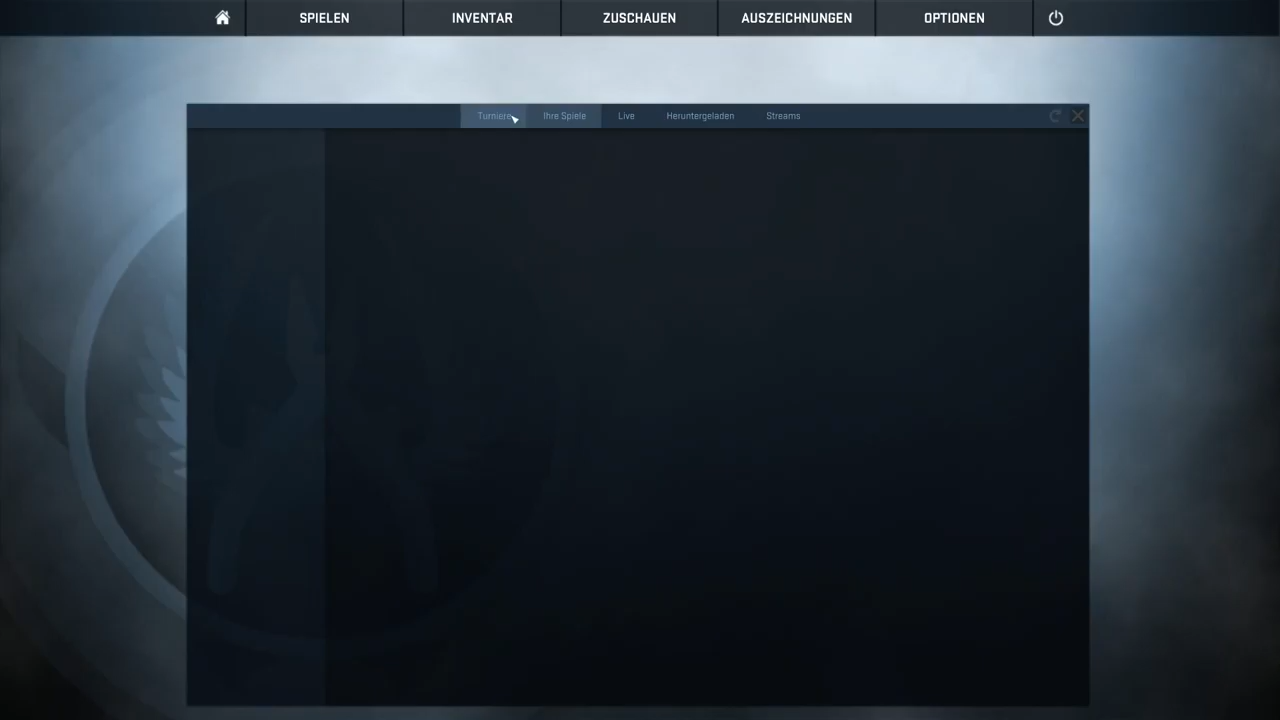 SPIELEN INVENTAR ZUSCHAUEN AUSZEICHNUNGEN OPTIONEN
Turniere Ihre Spiele Live Heruntergeladen Streams